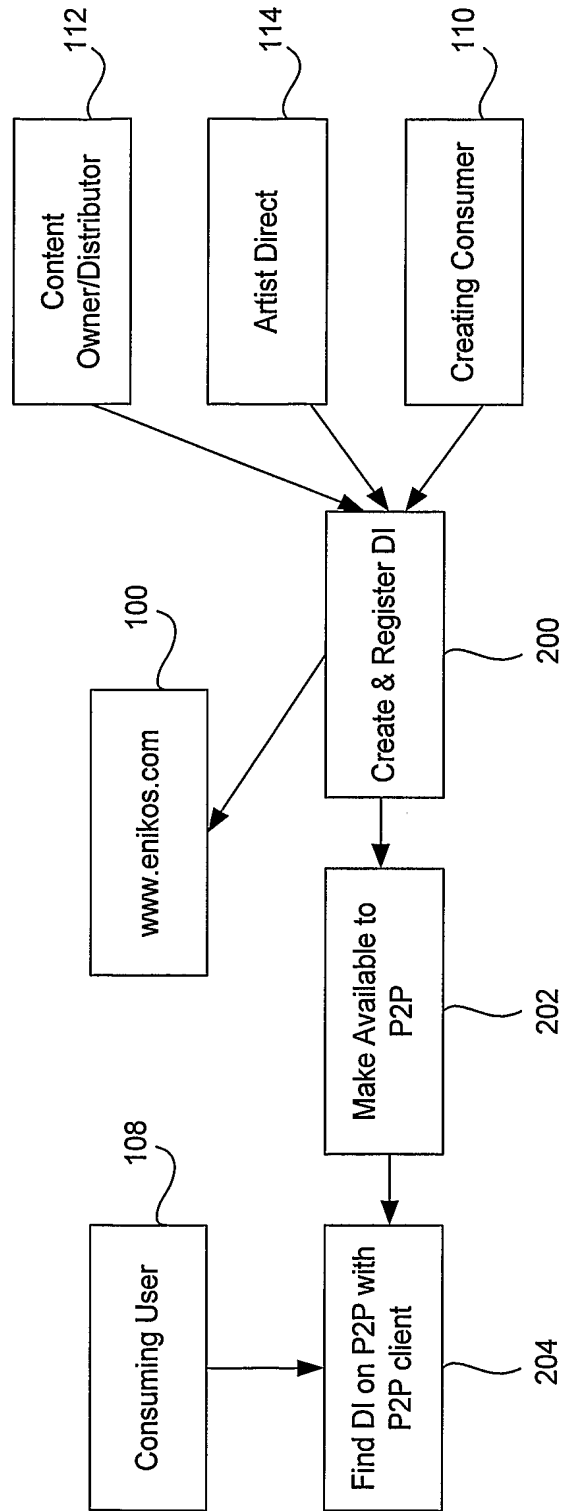 Content
Owner/Distributor
112
Artist Direct
114
Creating Consumer
110
www.enikos.com
100
Create & Register DI
200
Make Available to
P2P
202
Consuming User
108
Find DI on P2P with
P2P client
204